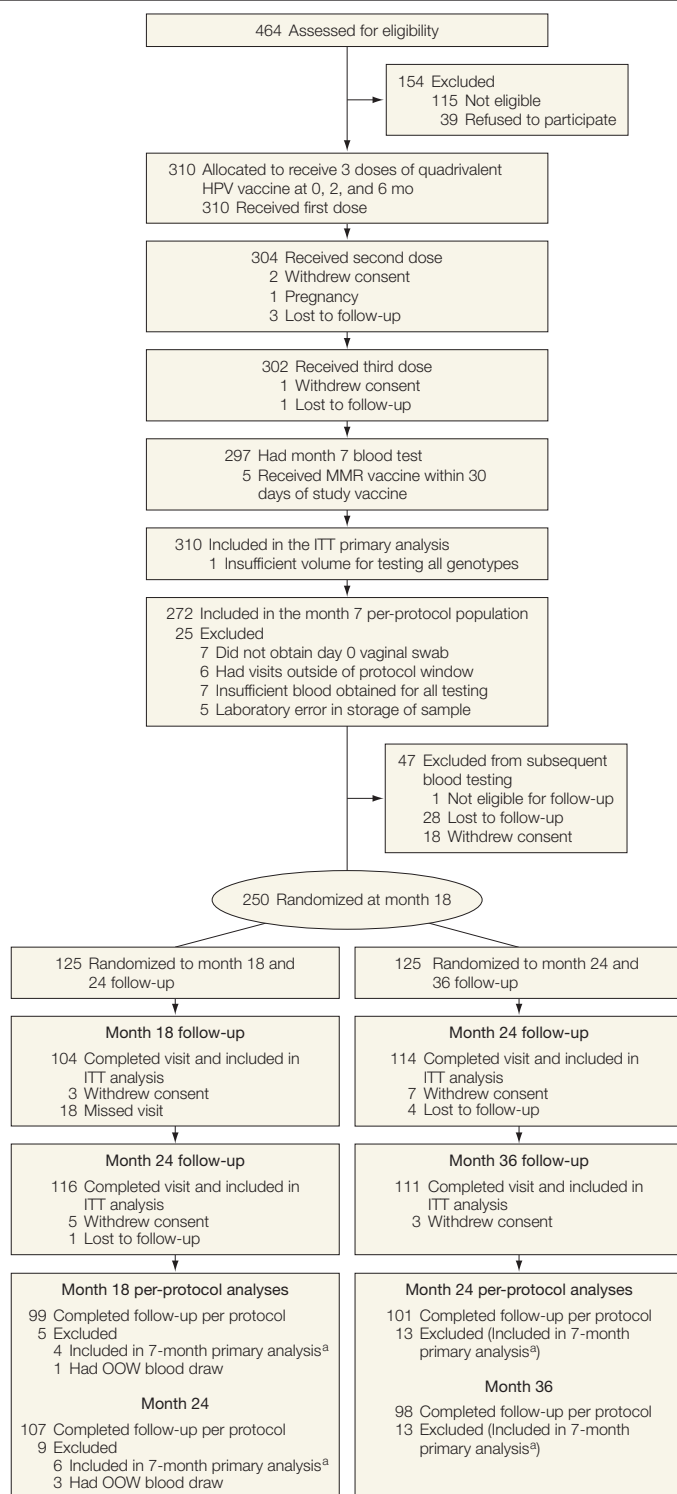 464 Assessed for eligibility
154 Excluded
115 Not eligible
39 Refused to participate
310 Allocated to receive 3 doses of quadrivalent
HPV vaccine at 0, 2, and 6 mo
310 Received first dose
304 Received second dose
2 Withdrew consent
1 Pregnancy
3 Lost to follow-up
302 Received third dose
1 Withdrew consent
1 Lost to follow-up
297 Had month 7 blood test
5 Received MMR vaccine within 30
days of study vaccine
310 Included in the ITT primary analysis
1 Insufficient volume for testing all genotypes
272 Included in the month 7 per-protocol population
25 Excluded
7 Did not obtain day 0 vaginal swab
6 Had visits outside of protocol window
7 Insufficient blood obtained for all testing
5 Laboratory error in storage of sample
47 Excluded from subsequent
blood testing
1 Not eligible for follow-up
28 Lost to follow-up
18 Withdrew consent
250 Randomized at month 18
125 Randomized to month 18 and
24 follow-up
Month 18 follow-up
104 Completed visit and included in
ITT analysis
3 Withdrew consent
18 Missed visit
Month 24 follow-up
116 Completed visit and included in
ITT analysis
5 Withdrew consent
1 Lost to follow-up
Month 18 per-protocol analyses
99 Completed follow-up per protocol
5 Excluded
4 Included in 7-month primary analysisa
1 Had OOW blood draw
Month 24
107 Completed follow-up per protocol
9 Excluded
6 Included in 7-month primary analysisa
3 Had OOW blood draw
125 Randomized to month 24 and
36 follow-up
Month 24 follow-up
114 Completed visit and included in
ITT analysis
7 Withdrew consent
4 Lost to follow-up
Month 36 follow-up
111 Completed visit and included in
ITT analysis
3 Withdrew consent
Month 24 per-protocol analyses
101 Completed follow-up per protocol
13 Excluded (Included in 7-month
primary analysisa)
Month 36
98 Completed follow-up per protocol
13 Excluded (Included in 7-month
primary analysisa)